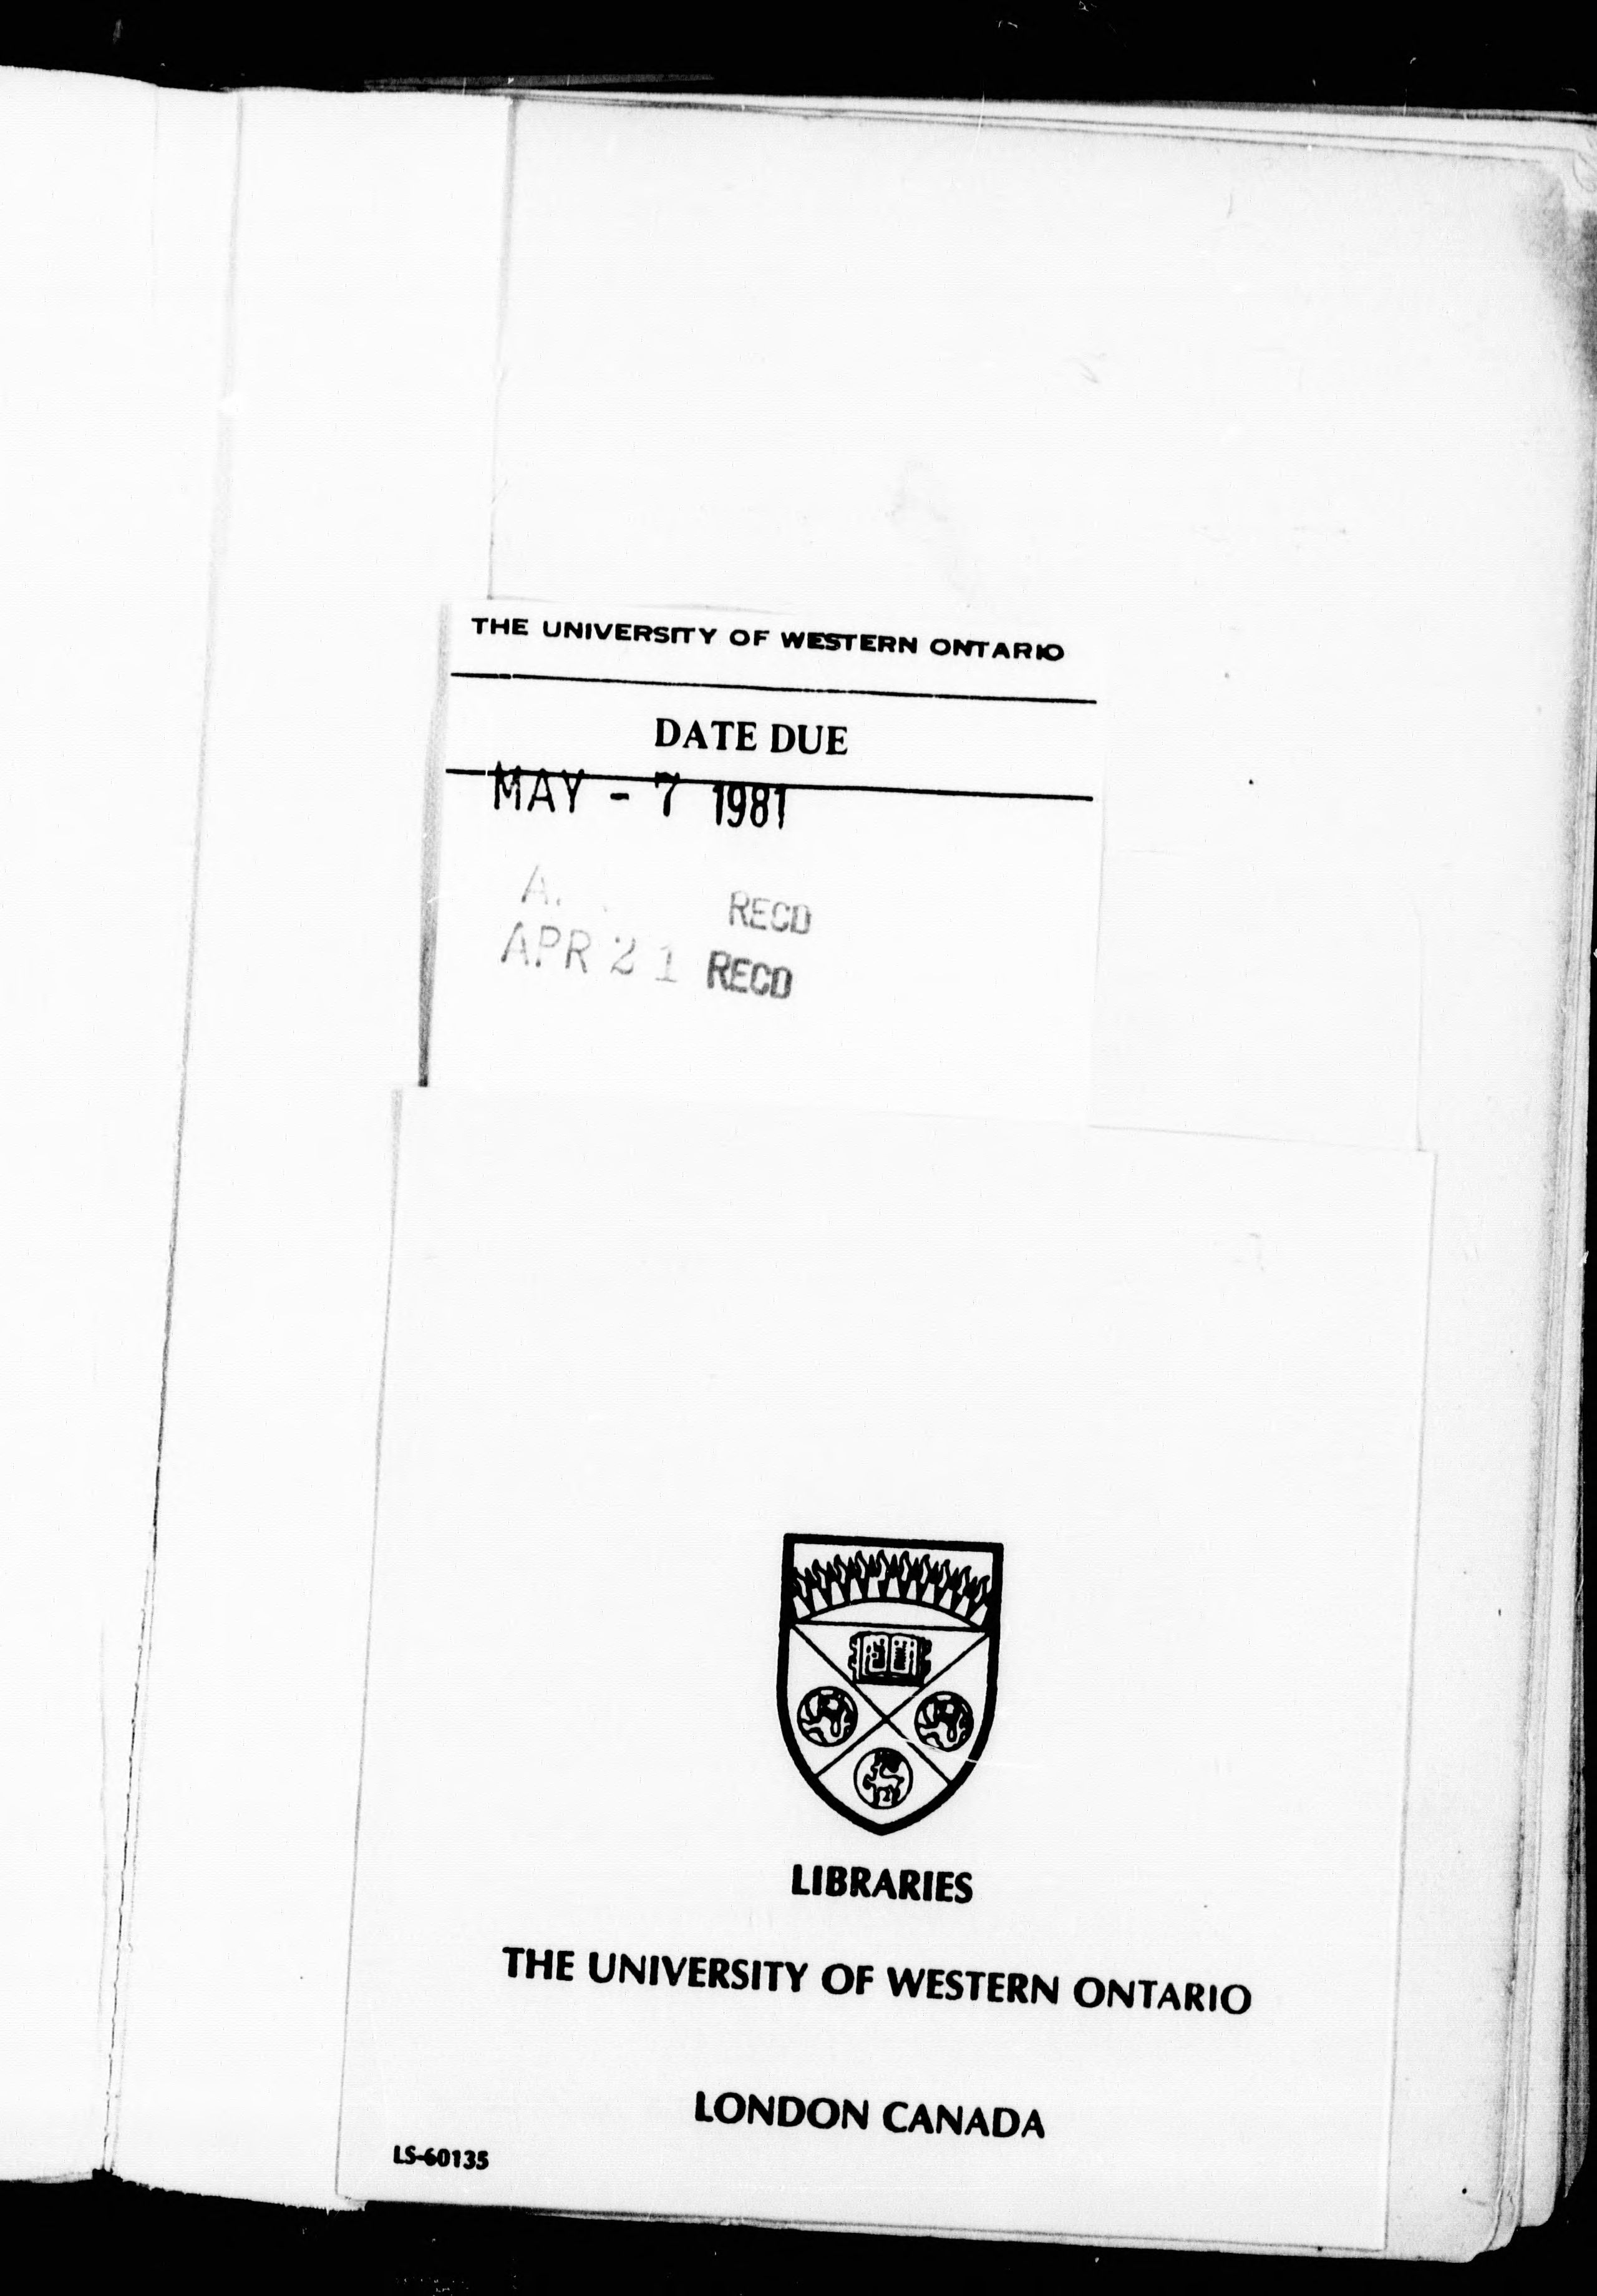 THE UNIVERSITY OF WESTERN ONTARIO
DATE DUE
MAY - 7 1981
RECD
APR 21 RECD
LIBRARIES
THE UNIVERSITY OF WESTERN ONTARIO
LONDON CANADA
LS-60135